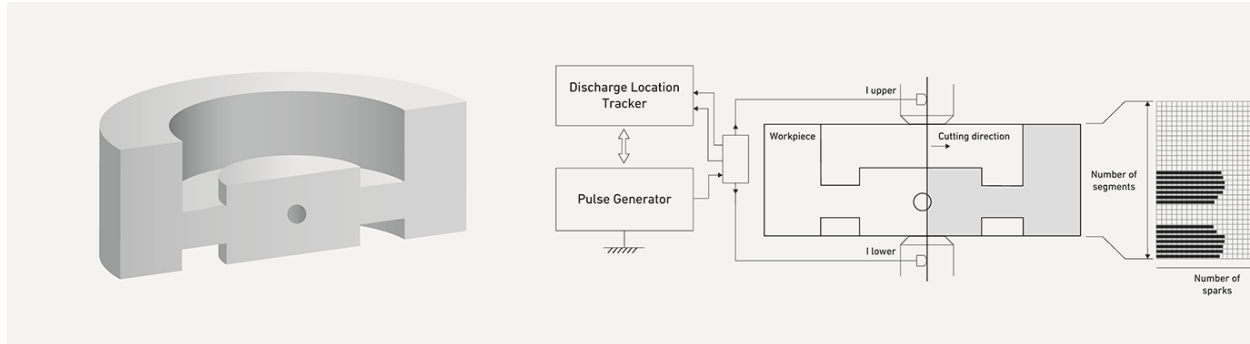 Discharge Location
Tracker
Pulse Generator
I upper
Workpiece
Cutting direction
I lower
Number of
segments
Number of
sparks